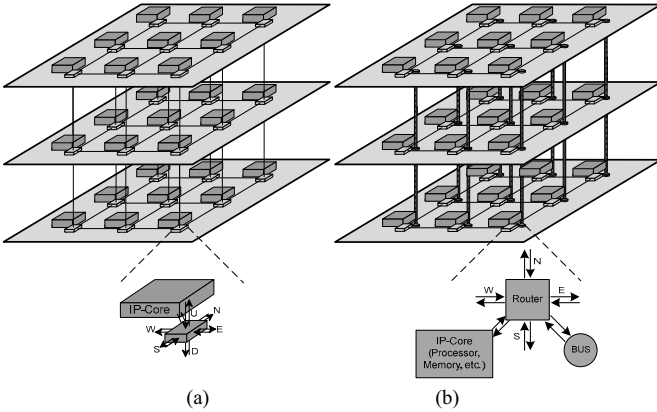 IP-Core
U
N
W
E
S
D
N
W
E
Router
S
IP-Core
(Processor,
Memory, etc.)
BUS
(a)
(b)